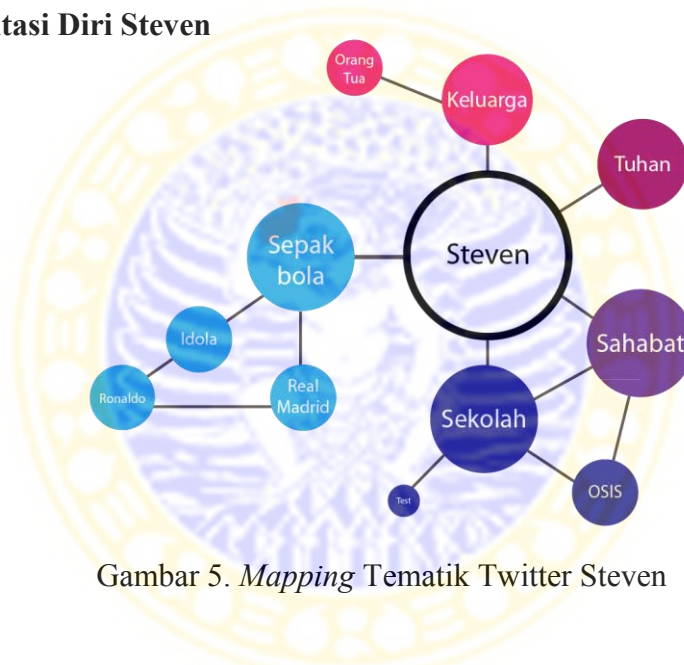 tasi Diri Steven
Orang
Tua
Keluarga
Tuhan
Steven
Sepak
bola
Idola
Sahabat
Real
Madrid
Ronaldo
Sekolah
OSIS
Test
Gambar 5. Mapping Tematik Twitter Steven